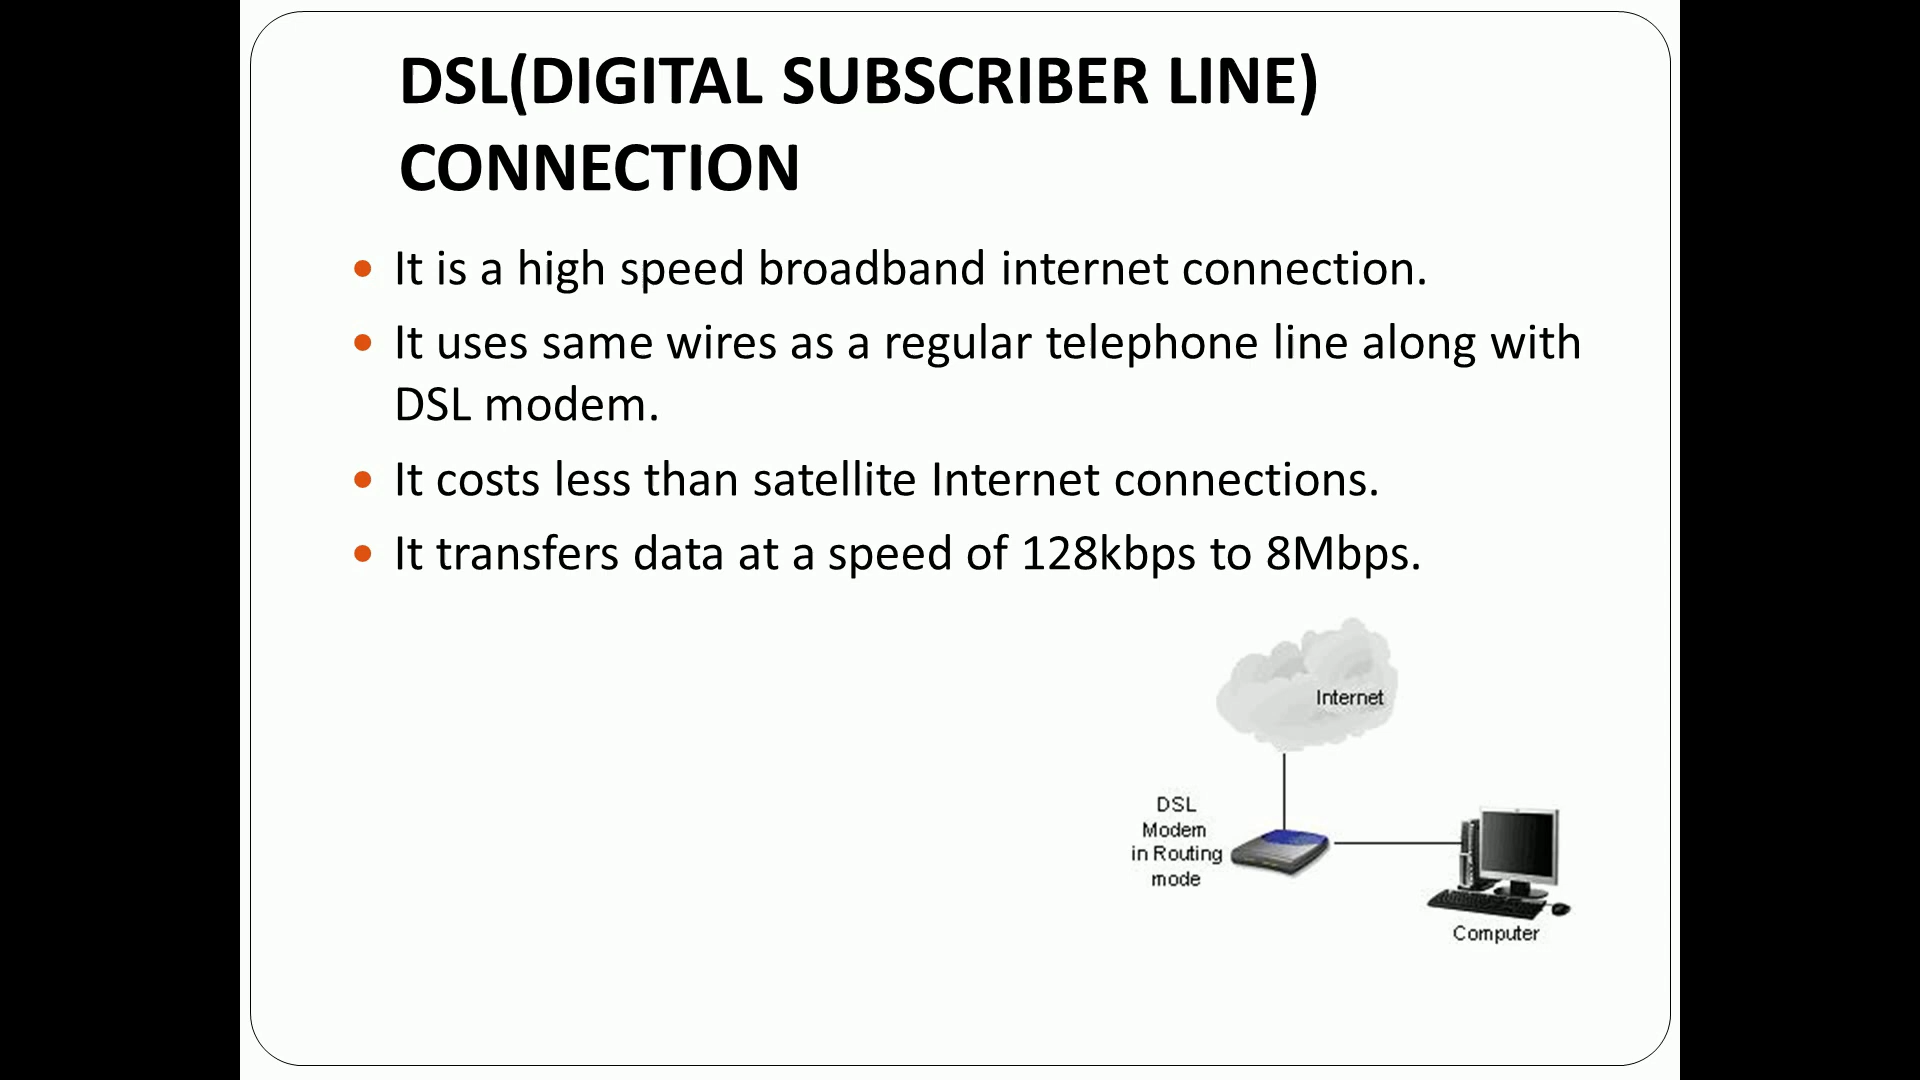 DSL(DIGITAL SUBSCRIBER LINE)
CONNECTION
It is a high speed broadband internet connection.
It uses same wires as a regular telephone line along with
DSL modem.
It costs less than satellite Internet connections.
It transfers data at a speed of 128kbps to 8Mbps.
Internet
DSL
Modem
in Routing
mode
Computer